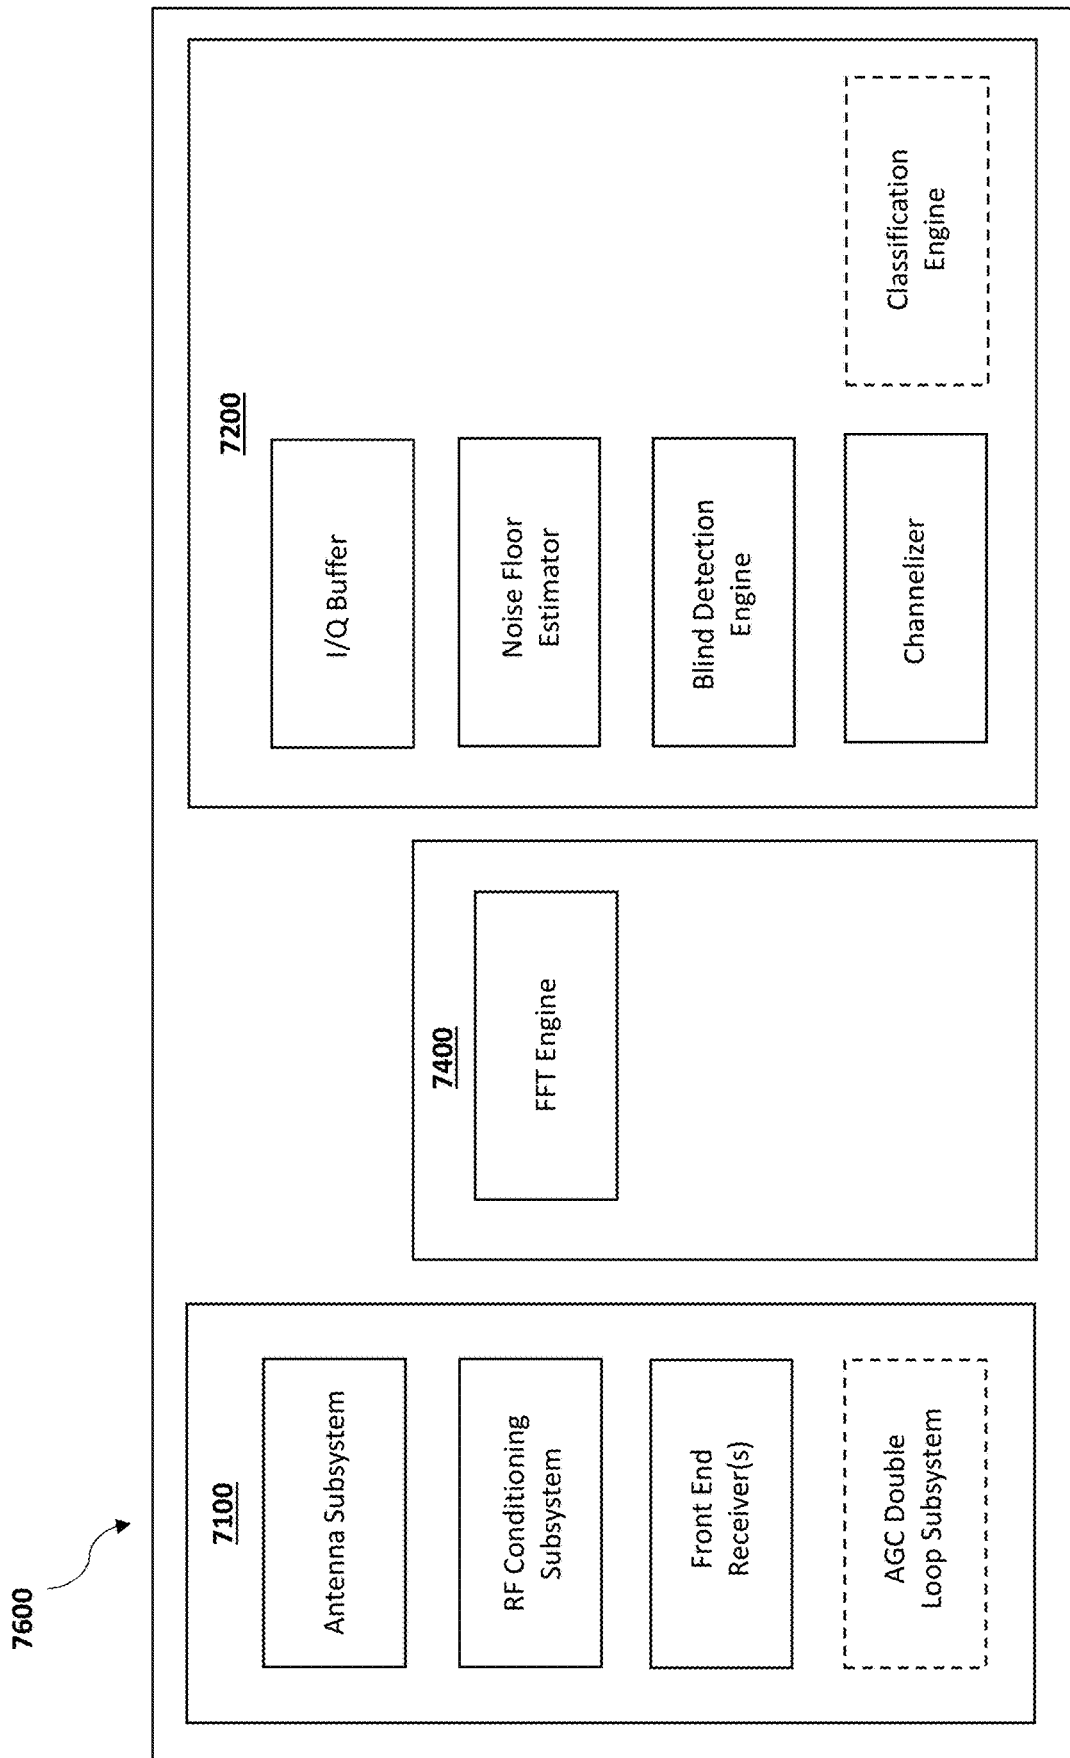 7600
7100
Antenna Subsystem
RF Conditioning
Subsystem
Front End
Receiver(s)
AGC Double
Loop Subsystem
7400
FFT Engine
7200
I/Q Buffer
Noise Floor
Estimator
Blind Detection
Engine
Channelizer
Classification
Engine